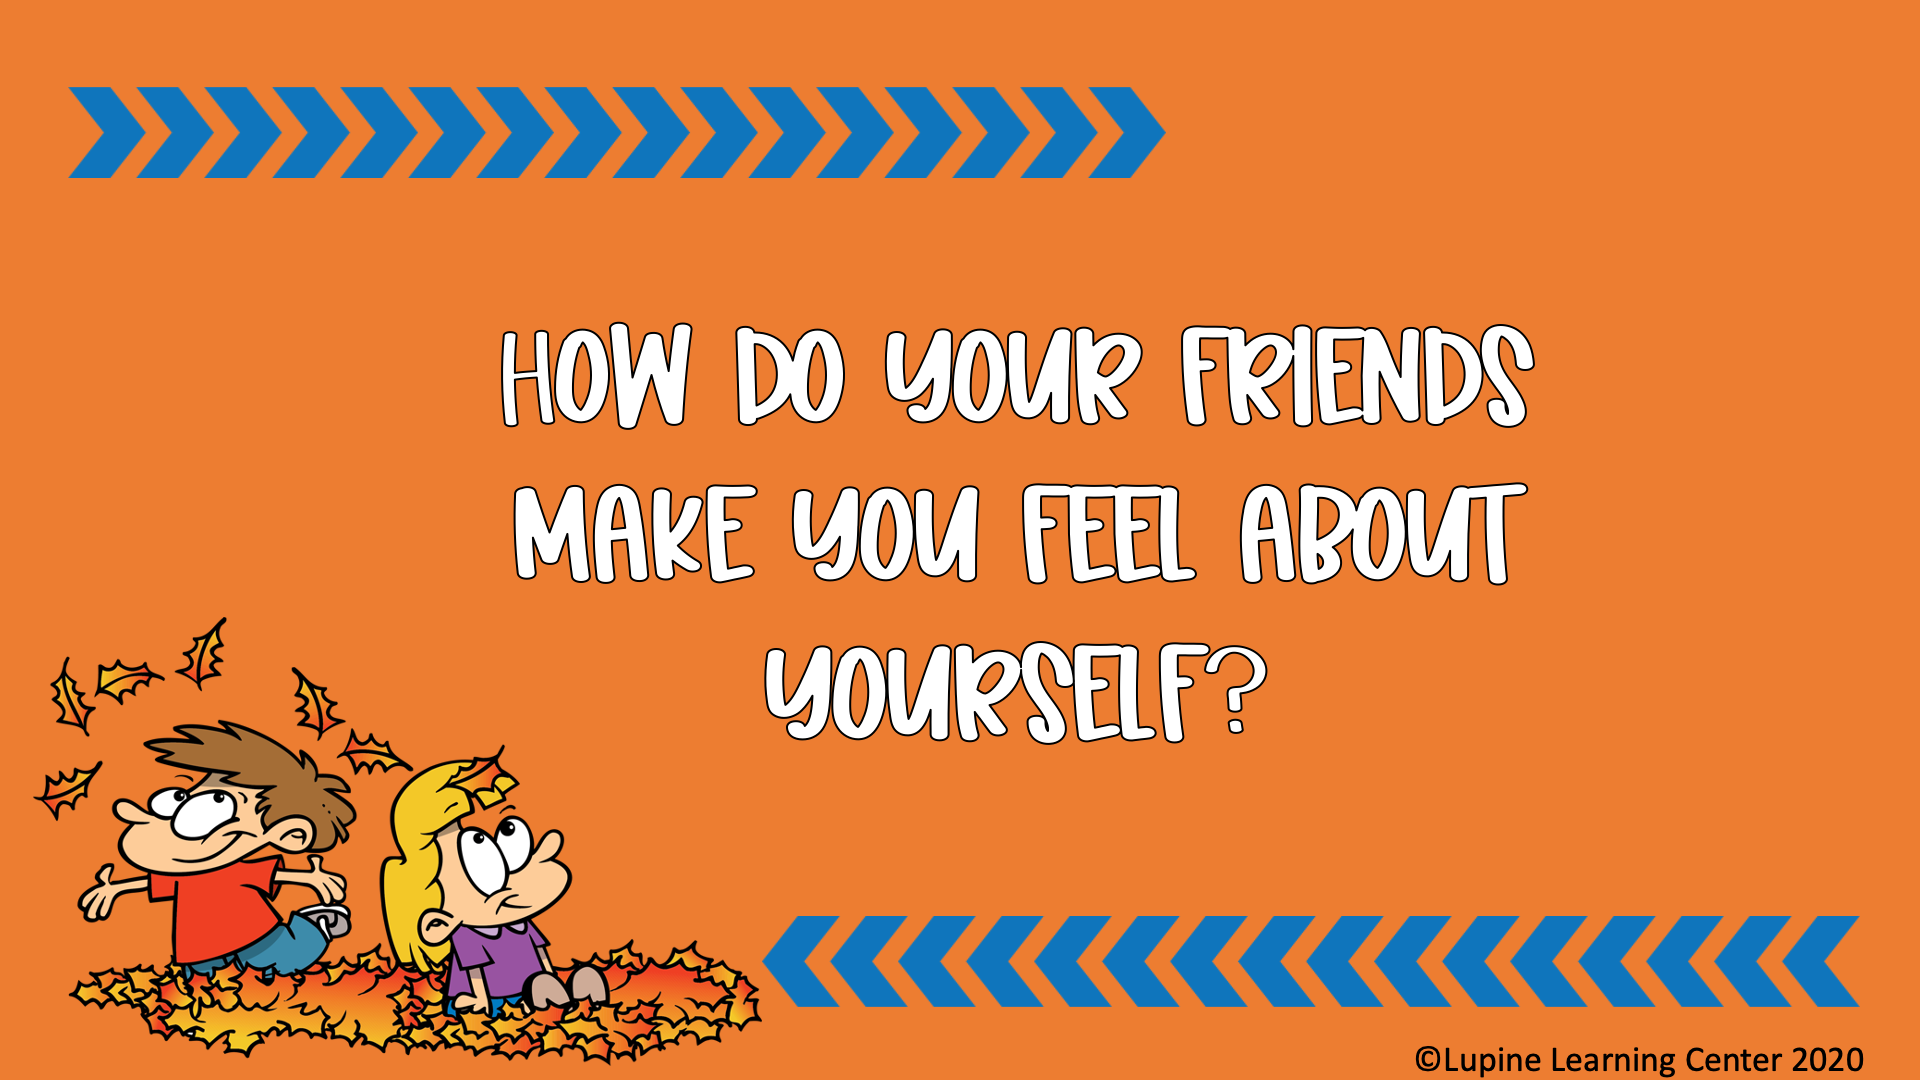 HOW DO YOUR FRIENDS
MAKE YOU FEEL ABOUT
YOURSELF?
©Lupine Learning Center 2020